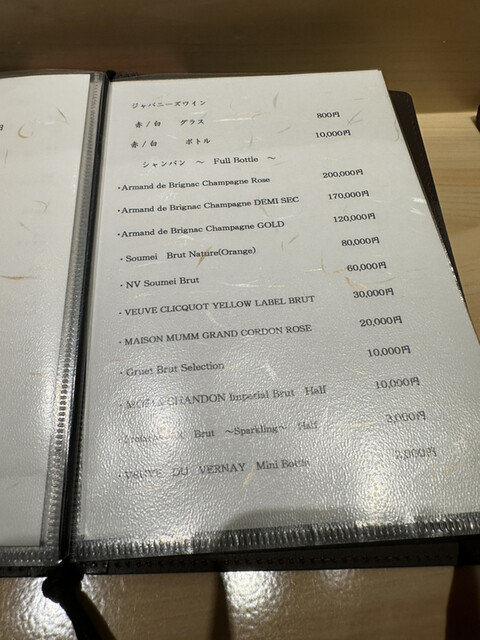 円
ジャパニーズワイン
赤/白 グラス 800円
赤/白 ボトル 10,000円
シャンパン ～ Full Bottle ～
・Armand de Brignac Champagne Rose 200,000円
・Armand de Brignac Champagne DEMI SEC 170,000円
・Armand de Brignac Champagne GOLD 120,000円
・Soumei Brut Nature(Orange) 80,000円
・NV Soumei Brut 60,000円
・VEUVE CLICQUOT YELLOW LABEL BRUT 30,000円
・MAISON MUMM GRAND CORDON ROSE 20,000円
・Gruet Brut Selection 10,000円
・MOET & CHANDON Imperial Brut Half 10,000円
Brut ～Sparkling～ Half 3,000円
・VEUVE DU VERNAY Mini Bottle